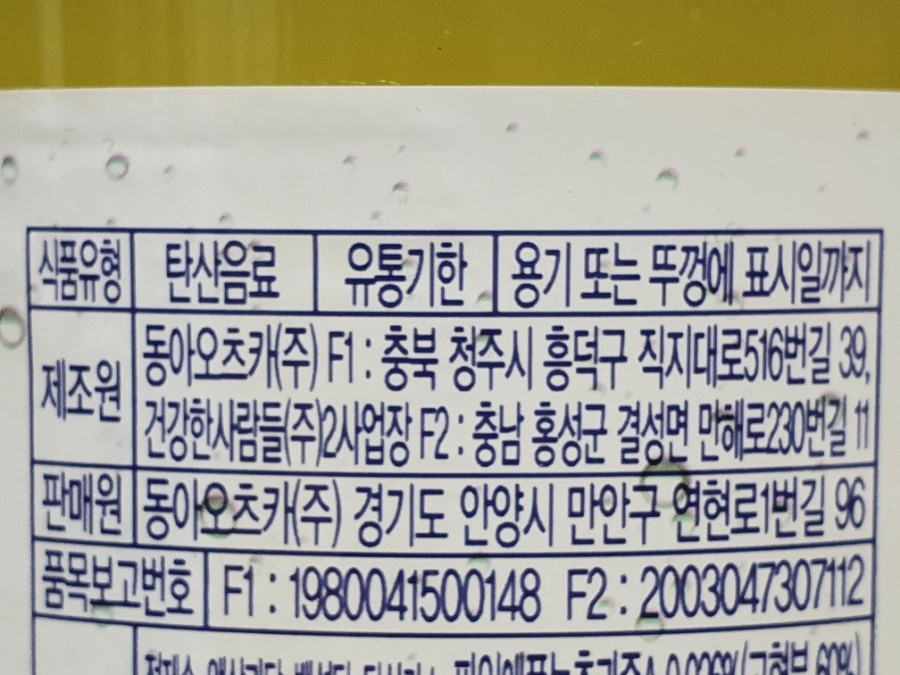 식품유형 탄산음료 유통기한 용기 또는 뚜껑에 표시일까지
제조원 동아오츠카(주) F1 : 충북 청주시 흥덕구 직지대로516번길 39,
건강한사람들(주)2사업장 F2 : 충남 홍성군 결성면 만해로230번길 11
판매원 동아오츠카(주) 경기도 안양시 만안구 연현로1번길 96
품목보고번호 F1 : 1980041500148 F2 : 2003047307112